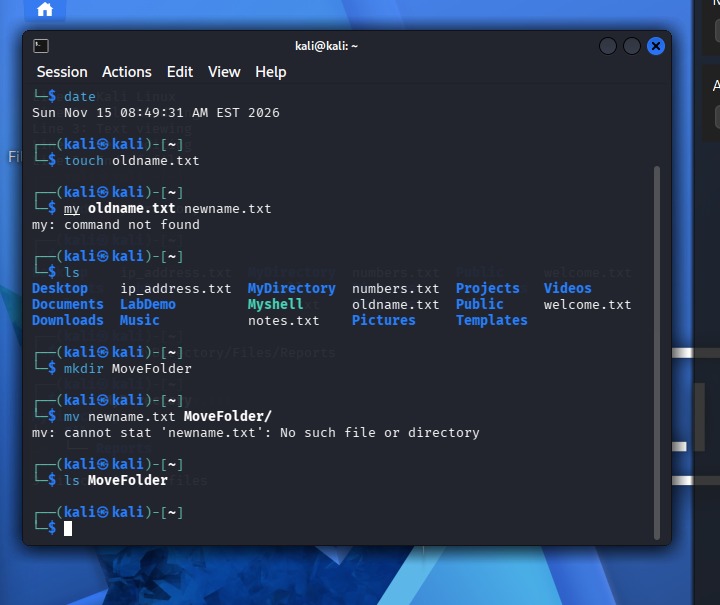 kali@kali: ~
Session Actions Edit View Help
└─$ date
Sun Nov 15 08:49:31 AM EST 2026
┌──(kali㉿kali)-[~]
└─$ touch oldname.txt
┌──(kali㉿kali)-[~]
└─$ my oldname.txt newname.txt
my: command not found
┌──(kali㉿kali)-[~]
└─$ ls
Desktop ip_address.txt MyDirectory numbers.txt Projects Videos
Documents LabDemo Myshell oldname.txt Public welcome.txt
Downloads Music notes.txt Pictures Templates
┌──(kali㉿kali)-[~]
└─$ mkdir MoveFolder
┌──(kali㉿kali)-[~]
└─$ mv newname.txt MoveFolder/
mv: cannot stat 'newname.txt': No such file or directory
┌──(kali㉿kali)-[~]
└─$ ls MoveFolder
┌──(kali㉿kali)-[~]
└─$